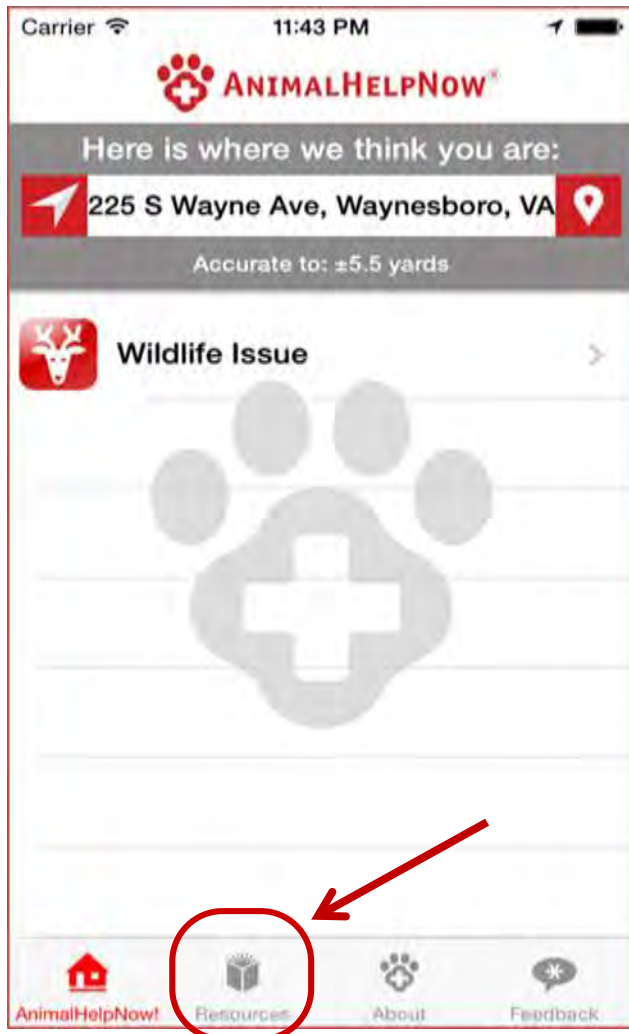 Carrier 11:43 PM
ANIMALHELPNOW®
Here is where we think you are:
225 S Wayne Ave, Waynesboro, VA
Accurate to: ±5.5 yards
Wildlife Issue
AnimalHelpNow! Resources About Feedback